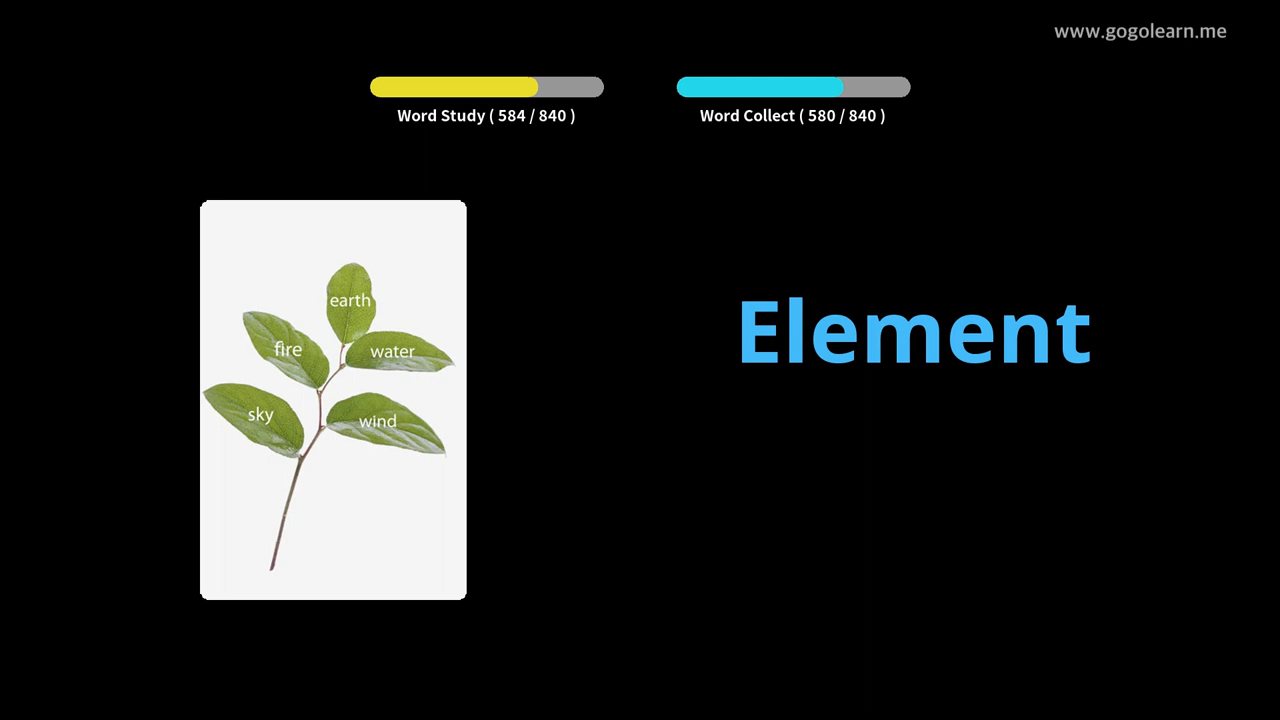 www.gogolearn.me
Word Study ( 584 / 840 )
Word Collect ( 580 / 840 )
earth
fire
water
sky
wind
Element